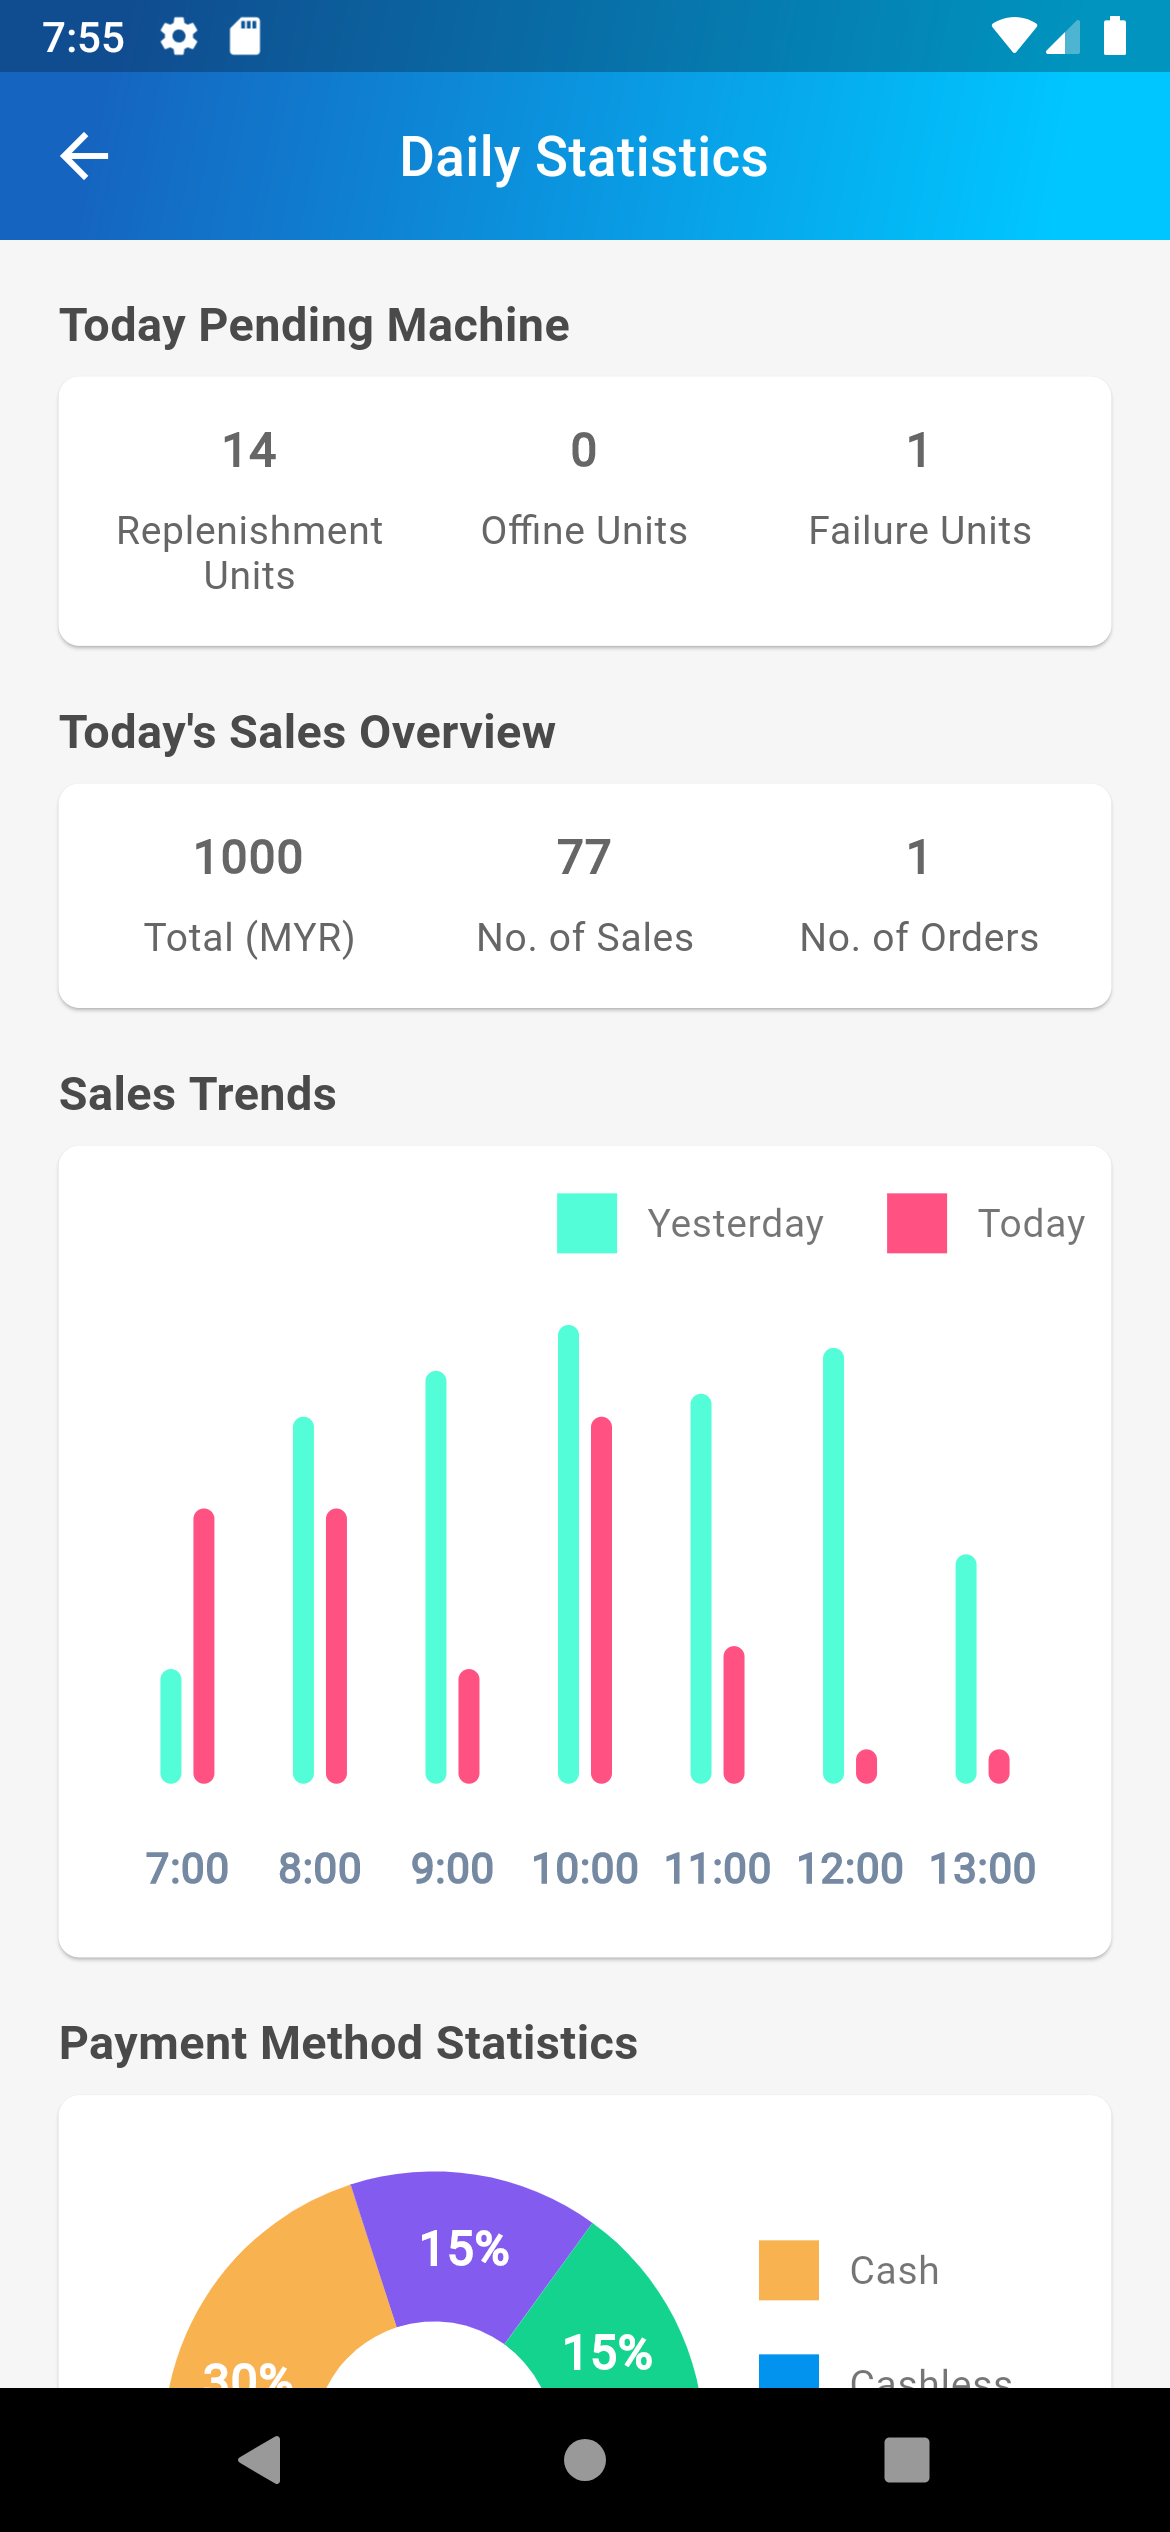 7:55
Daily Statistics
Today Pending Machine
14 0 1
Replenishment Offine Units Failure Units
Units
Today's Sales Overview
1000 77 1
Total (MYR) No. of Sales No. of Orders
Sales Trends
Yesterday Today
7:00 8:00 9:00 10:00 11:00 12:00 13:00
Payment Method Statistics
15%
Cash
15%
30%
Cashless